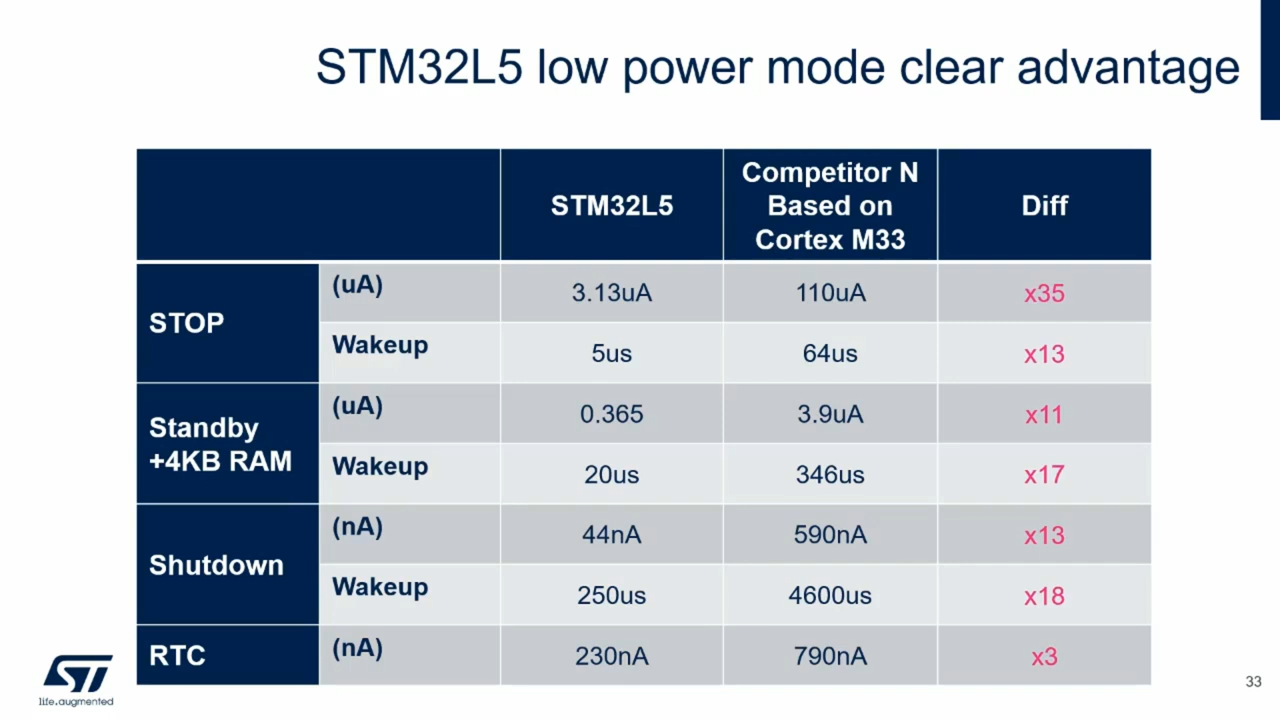 STM32L5 low power mode clear advantage
STM32L5
Competitor N
Based on
Cortex M33
Diff
STOP
(uA)
3.13uA
110uA
x35
Wakeup
5us
64us
x13
Standby
+4KB RAM
(uA)
0.365
3.9uA
x11
Wakeup
20us
346us
x17
Shutdown
(nA)
44nA
590nA
x13
Wakeup
250us
4600us
x18
RTC
(nA)
230nA
790nA
x3
ST
life.augmented
33